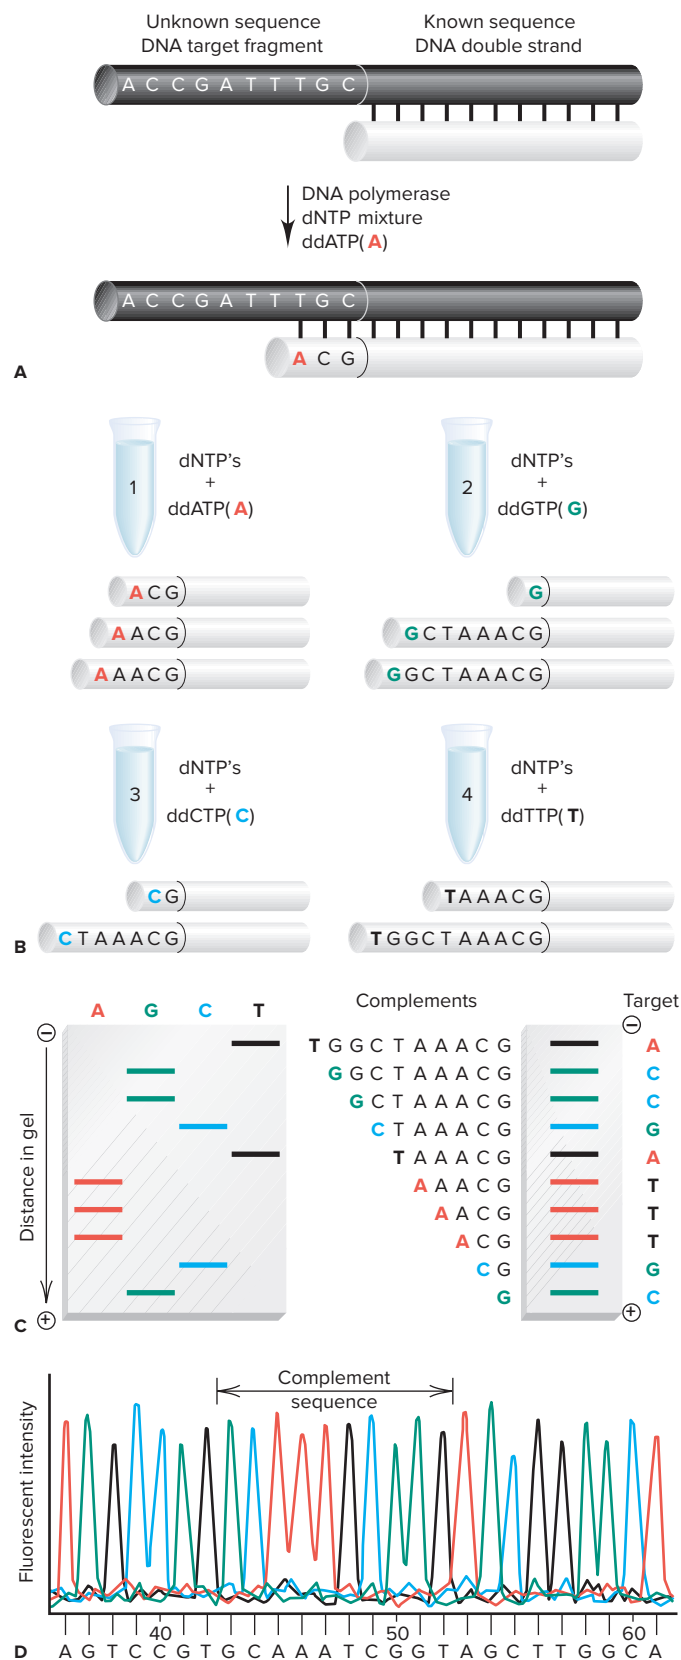 Unknown sequence
DNA target fragment
Known sequence
DNA double strand
A C C G A T T T G C
DNA polymerase
dNTP mixture
ddATP( A)
A C C G A T T T G C
A C G
A
1
dNTP's
+
ddATP( A)
2
dNTP's
+
ddGTP( G)
A C G
G
A A C G
G C T A A A C G
A A A C G
G G C T A A A C G
3
dNTP's
+
ddCTP( C)
4
dNTP's
+
ddTTP( T)
C G
T A A A C G
C T A A A C G
T G G C T A A A C G
B
A G C T
Complements
Target
−
−
Distance in gel
T G G C T A A A C G A
G G C T A A A C G C
G C T A A A C G C
C T A A A C G G
T A A A C G A
A A A C G T
A A C G T
A C G T
C G G
G C
+
+
C
Complement
sequence
Fluorescent intensity
40 50 60
D
A G T C C G T G C A A A T C G G T A G C T T G G C A